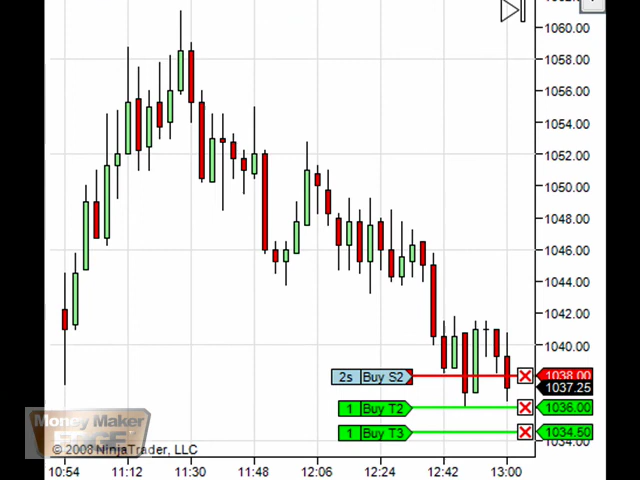 1060.00
1058.00
1056.00
1054.00
1052.00
1050.00
1048.00
1046.00
1044.00
1042.00
1040.00
2s Buy S2 1038.00
1037.25
1 Buy T2 1036.00
1 Buy T3 1034.50
Money Maker
EDGE
© 2008 NinjaTrader, LLC
10:54 11:12 11:30 11:48 12:06 12:24 12:42 13:00